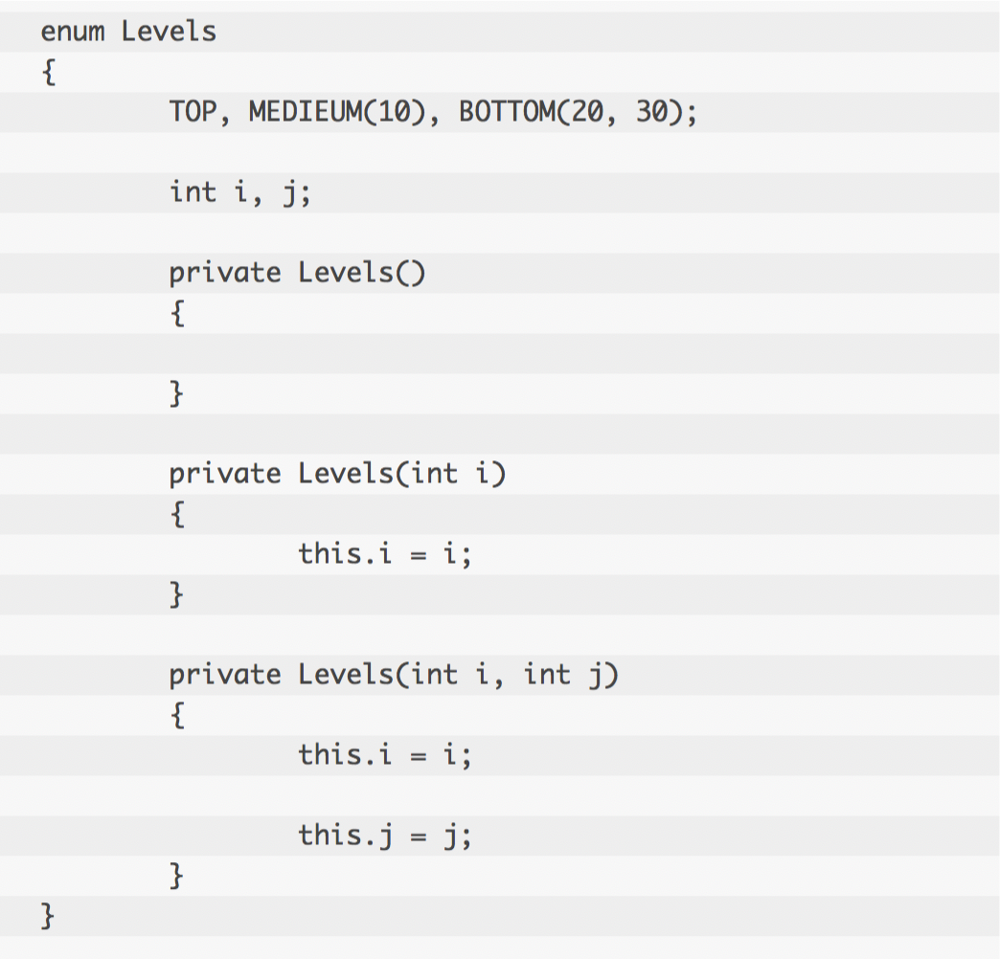 enum Levels
{
TOP, MEDIEUM(10), BOTTOM(20, 30);
int i, j;
private Levels()
{
}
private Levels(int i)
{
this.i = i;
}
private Levels(int i, int j)
{
this.i = i;
this.j = j;
}
}